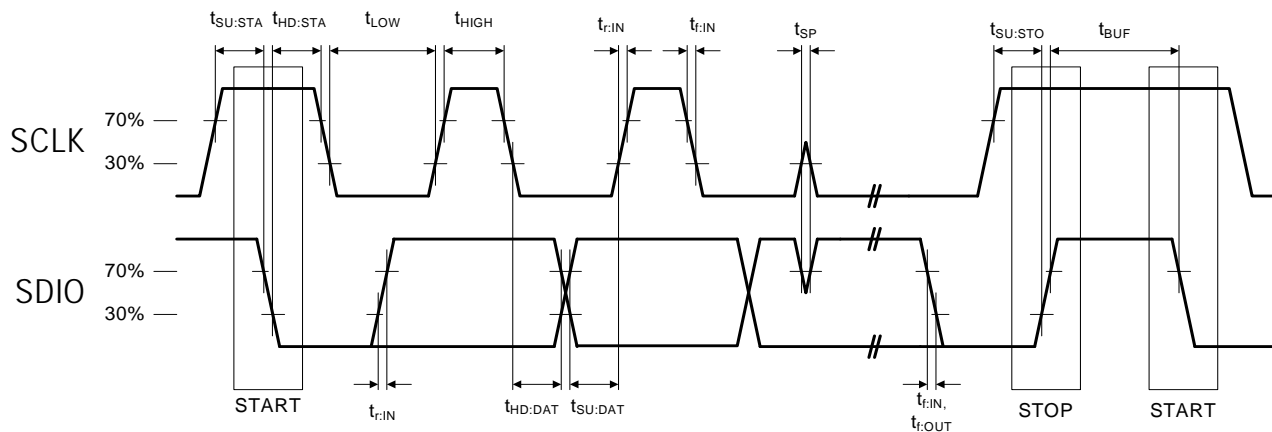 tSU:STA tHD:STA tLOW tHIGH tr:IN tf:IN tSP tSU:STO tBUF
SCLK
70%
30%
SDIO
70%
30%
START
tr:IN
tHD:DAT tSU:DAT
tf:IN,
tf:OUT
STOP
START